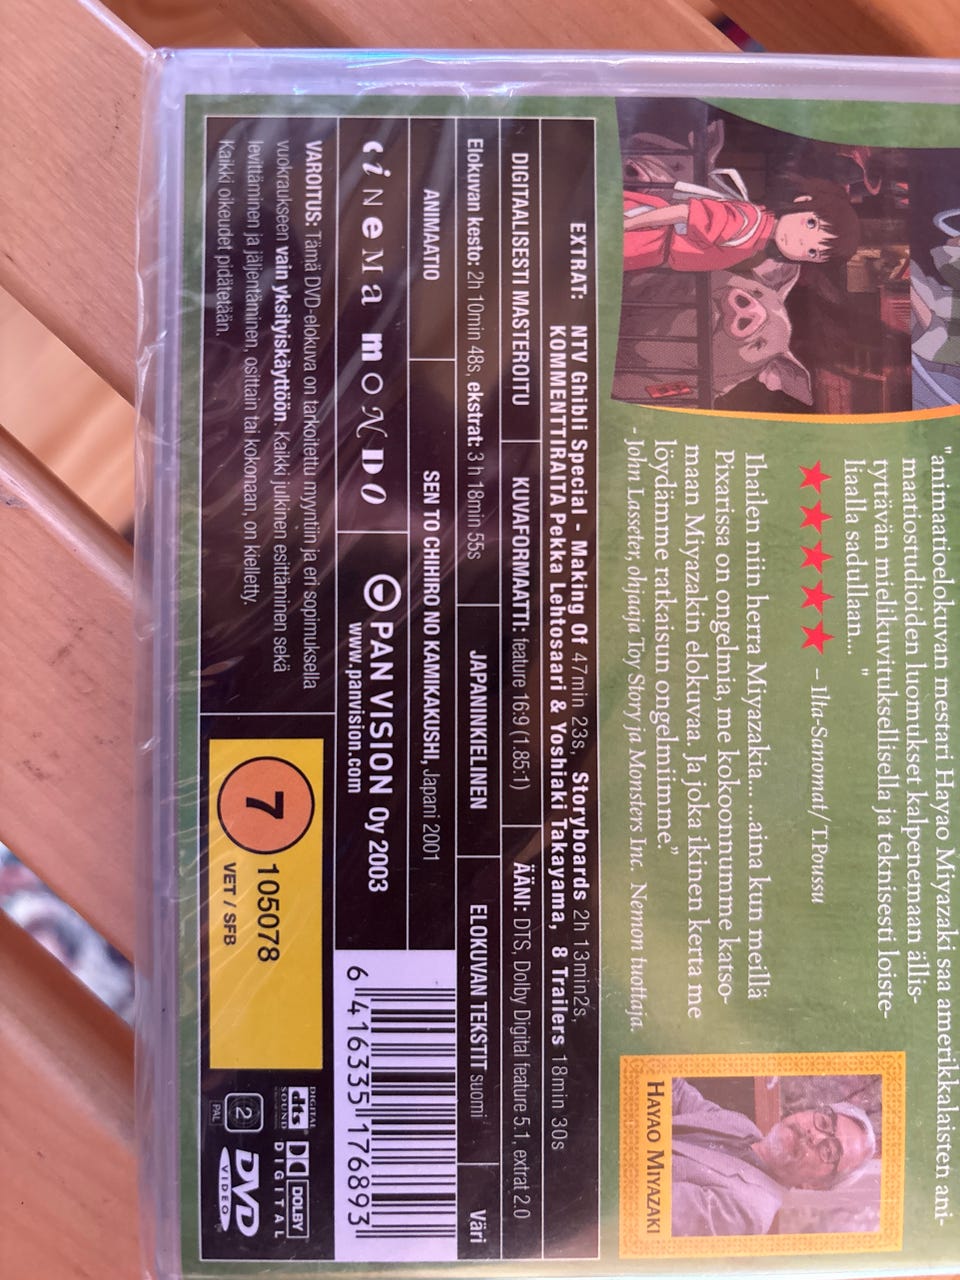 "animaatioelokuvan mestari Hayao Miyazaki saa amerikkalaisten ani-
maatiostudioiden luomukset kalpenemaan ällis-
ryttävän mielikuvituksellisella ja teknisesti loiste-
liaalla sadullaan... "
★★★★★ – Ilta-Sanomat/ T.Poussu
Ihailen niin herra Miyazakia... ...aina kun meillä
Pixarissa on ongelmia, me kokoonnumme katso-
maan Miyazakin elokuvaa. Ja joka ikinen kerta me
löydämme ratkaisun ongelmiimme."
-John Lasseter, ohjaaja Toy Story ja Monsters Inc. Nemon tuottaja.
HAYAO MIYAZAKI
EXTRAT: NTV Ghibli Special - Making Of 47min 23s, Storyboards 2h 13min2s,
KOMMENTTIRAITA Pekka Lehtosaari & Yoshiaki Takayama, 8 Trailers 18min 30s
DIGITAALISESTI MASTEROITU KUVAFORMAATTI: feature 16:9 (1.85:1) ÄÄNI: DTS, Dolby Digital feature 5.1, extrat 2.0
Elokuvan kesto: 2h 10min 48s, ekstrat: 3 h 18min 55s JAPANINKIELINEN ELOKUVAN TEKSTIT suomi Väri
ANIMAATIO SEN TO CHIHIRO NO KAMIKAKUSHI, Japani 2001
CiNeMa mONDO PAN VISION Oy 2003
www.panvision.com
VAROITUS: Tämä DVD-elokuva on tarkoitettu myyntiin ja eri sopimuksella
vuokraukseen vain yksityiskäyttöön. Kaikki julkinen esittäminen sekä
levittäminen ja jäljentäminen, osittain tai kokonaan, on kielletty.
Kaikki oikeudet pidätetään.
7 105078
VET / SFB
6 416335 176893
DIGITAL
dts
SOUND
DOLBY
DIGITAL
2
PAL
DVD
VIDEO